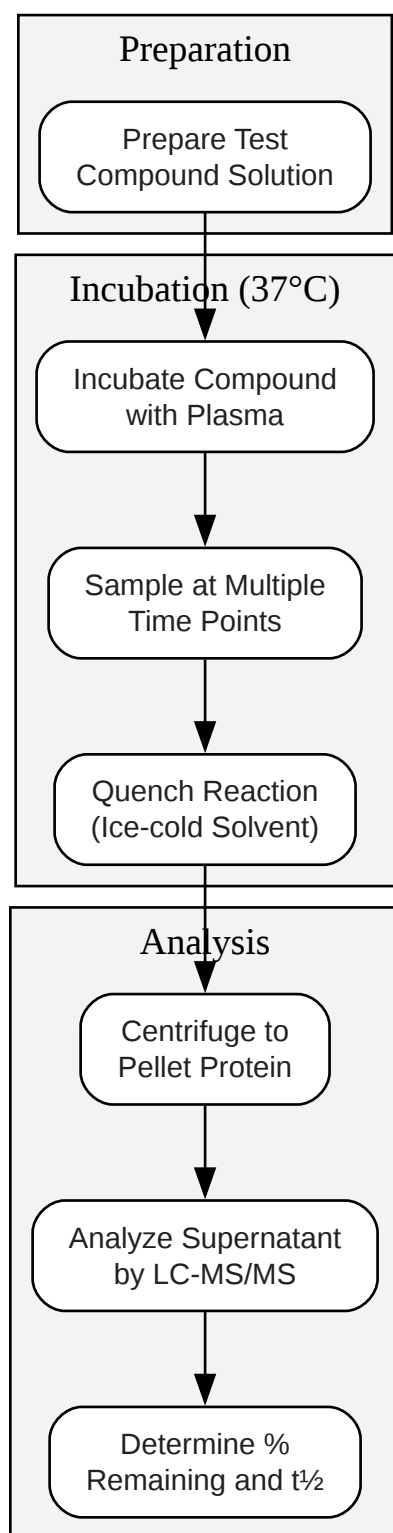 Preparation
Prepare Test
Compound Solution
Incubation (37°C)
Incubate Compound
with Plasma
Sample at Multiple
Time Points
Quench Reaction
(Ice-cold Solvent)
Analysis
Centrifuge to
Pellet Protein
Analyze Supernatant
by LC-MS/MS
Determine %
Remaining and t½